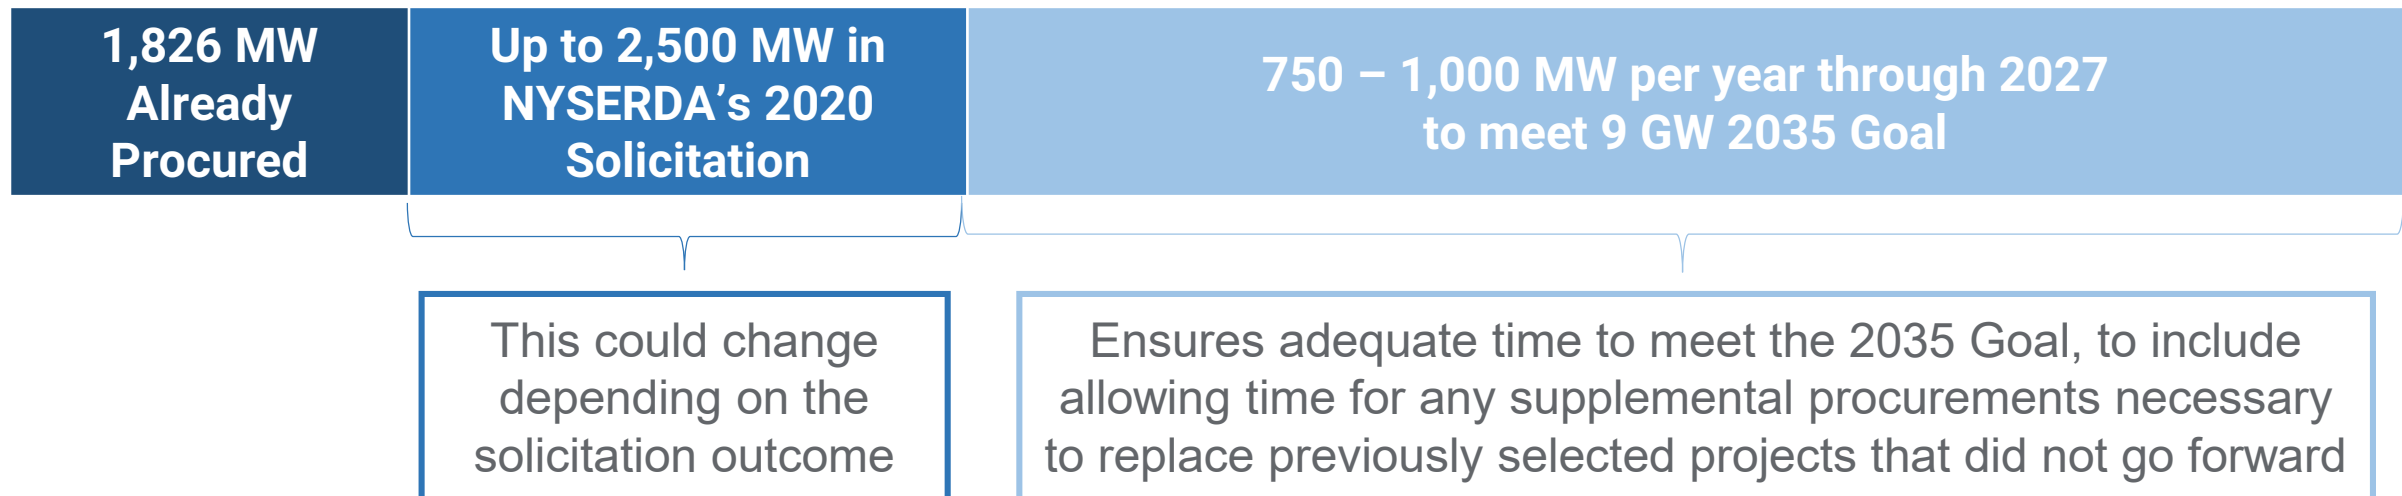 1,826 MW
Already
Procured
Up to 2,500 MW in
NYSERDA’s 2020
Solicitation
750 – 1,000 MW per year through 2027
to meet 9 GW 2035 Goal
This could change
depending on the
solicitation outcome
Ensures adequate time to meet the 2035 Goal, to include
allowing time for any supplemental procurements necessary
to replace previously selected projects that did not go forward